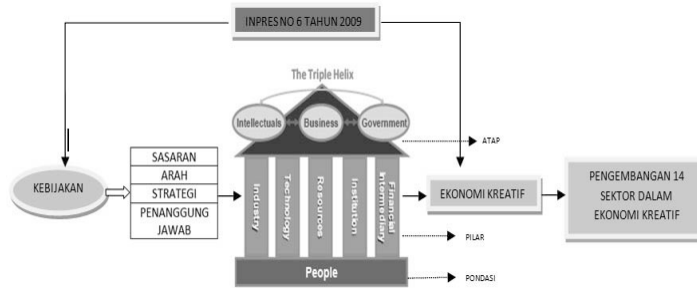 INPRES NO 6 TAHUN 2009
The Triple Helix
Intellectuals
Business
Government
ATAP
KEBIJAKAN
SASARAN
ARAH
STRATEGI
PENANGGUNG
JAWAB
Industry
Technology
Resources
Institution
Financial
Intermediary
EKONOMI KREATIF
PENGEMBANGAN 14
SEKTOR DALAM
EKONOMI KREATIF
PILAR
People
PONDASI